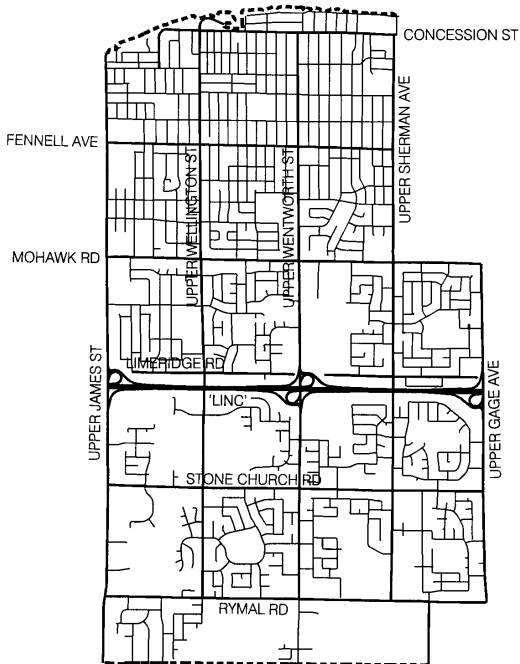 CONCESSION ST
UPPER SHERMAN AVE
FENNELL AVE
UPPER WELLINGTON ST
UPPER WENTWORTH ST
MOHAWK RD
LIMERIDGE RD
UPPER JAMES ST
'LINC'
UPPER GAGE AVE
STONE CHURCH RD
RYMAL RD